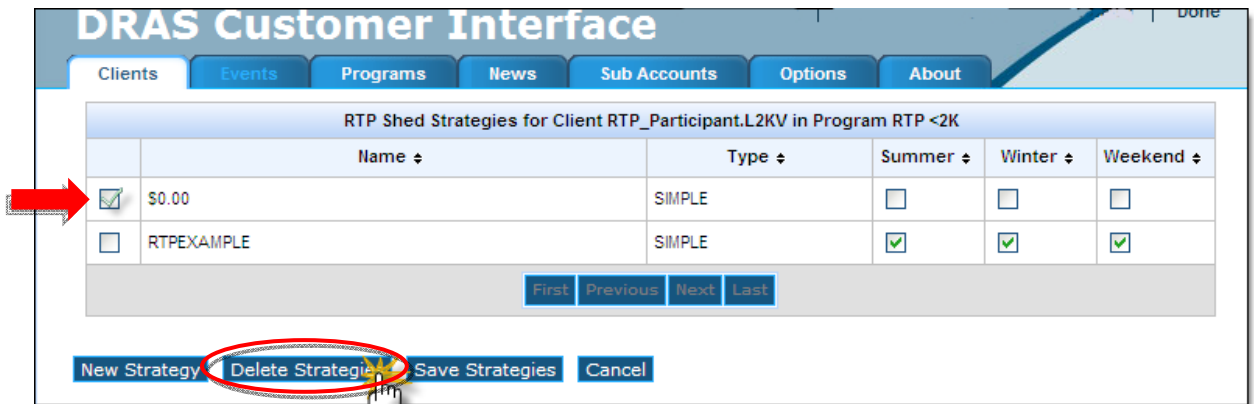 DRAS Customer Interface
Done
Clients Events Programs News Sub Accounts Options About
RTP Shed Strategies for Client RTP_Participant.L2KV in Program RTP <2K
Name Type Summer Winter Weekend
$0.00 SIMPLE
RTPEXAMPLE SIMPLE
First Previous Next Last
New Strategy Delete Strategies Save Strategies Cancel